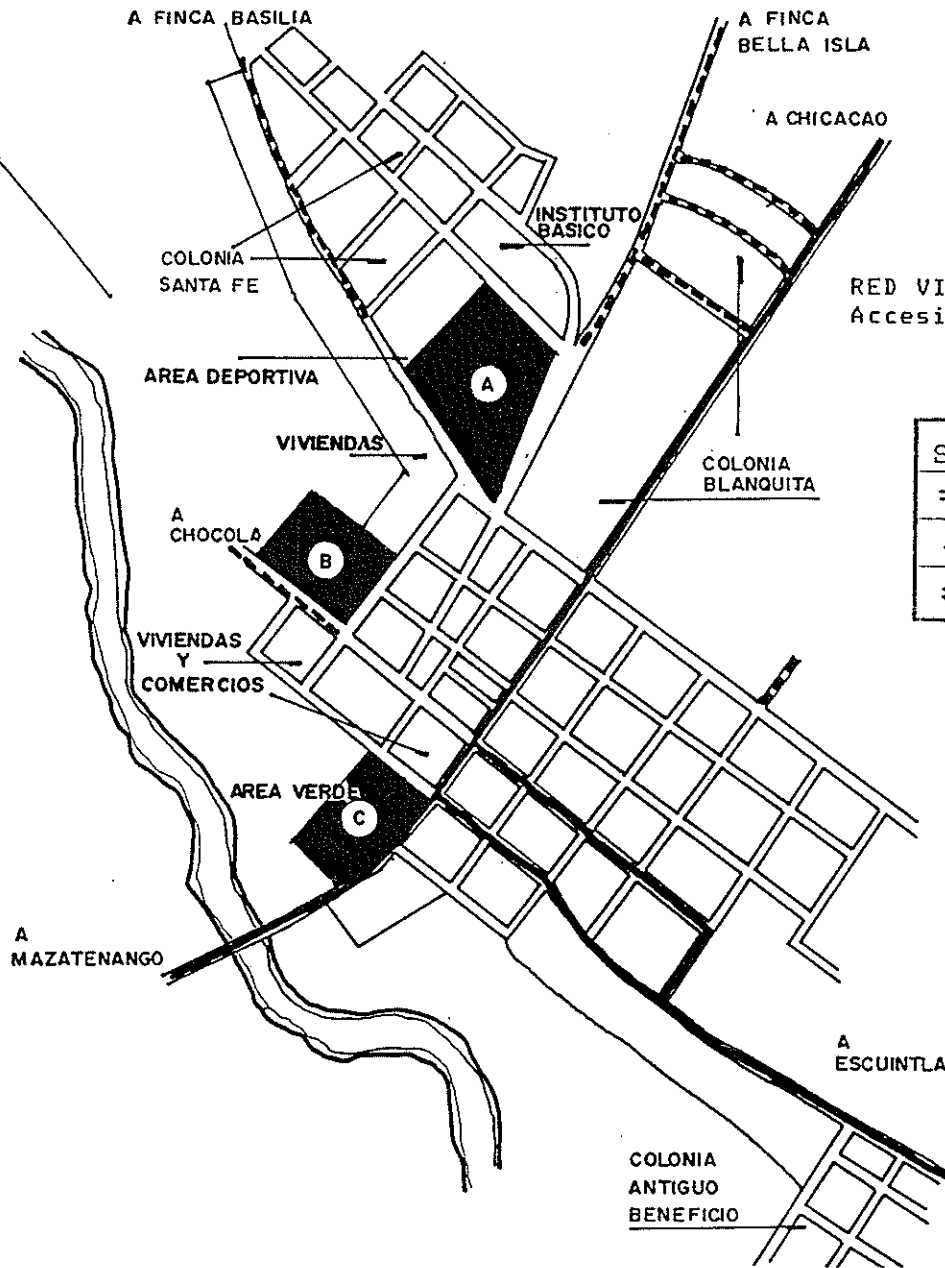 A FINCA BASILIA
A FINCA
BELLA ISLA
A CHICACAO
INSTITUTO
BASICO
COLONIA
SANTA FE
RED VI
Accesi
AREA DEPORTIVA
A
VIVIENDAS
COLONIA
BLANQUITA
S
A
CHOCOLA
B
VIVIENDAS
Y
COMERCIOS
AREA VERDE
C
A
MAZATENANGO
A
ESCUINTLA
COLONIA
ANTIGUO
BENEFICIO